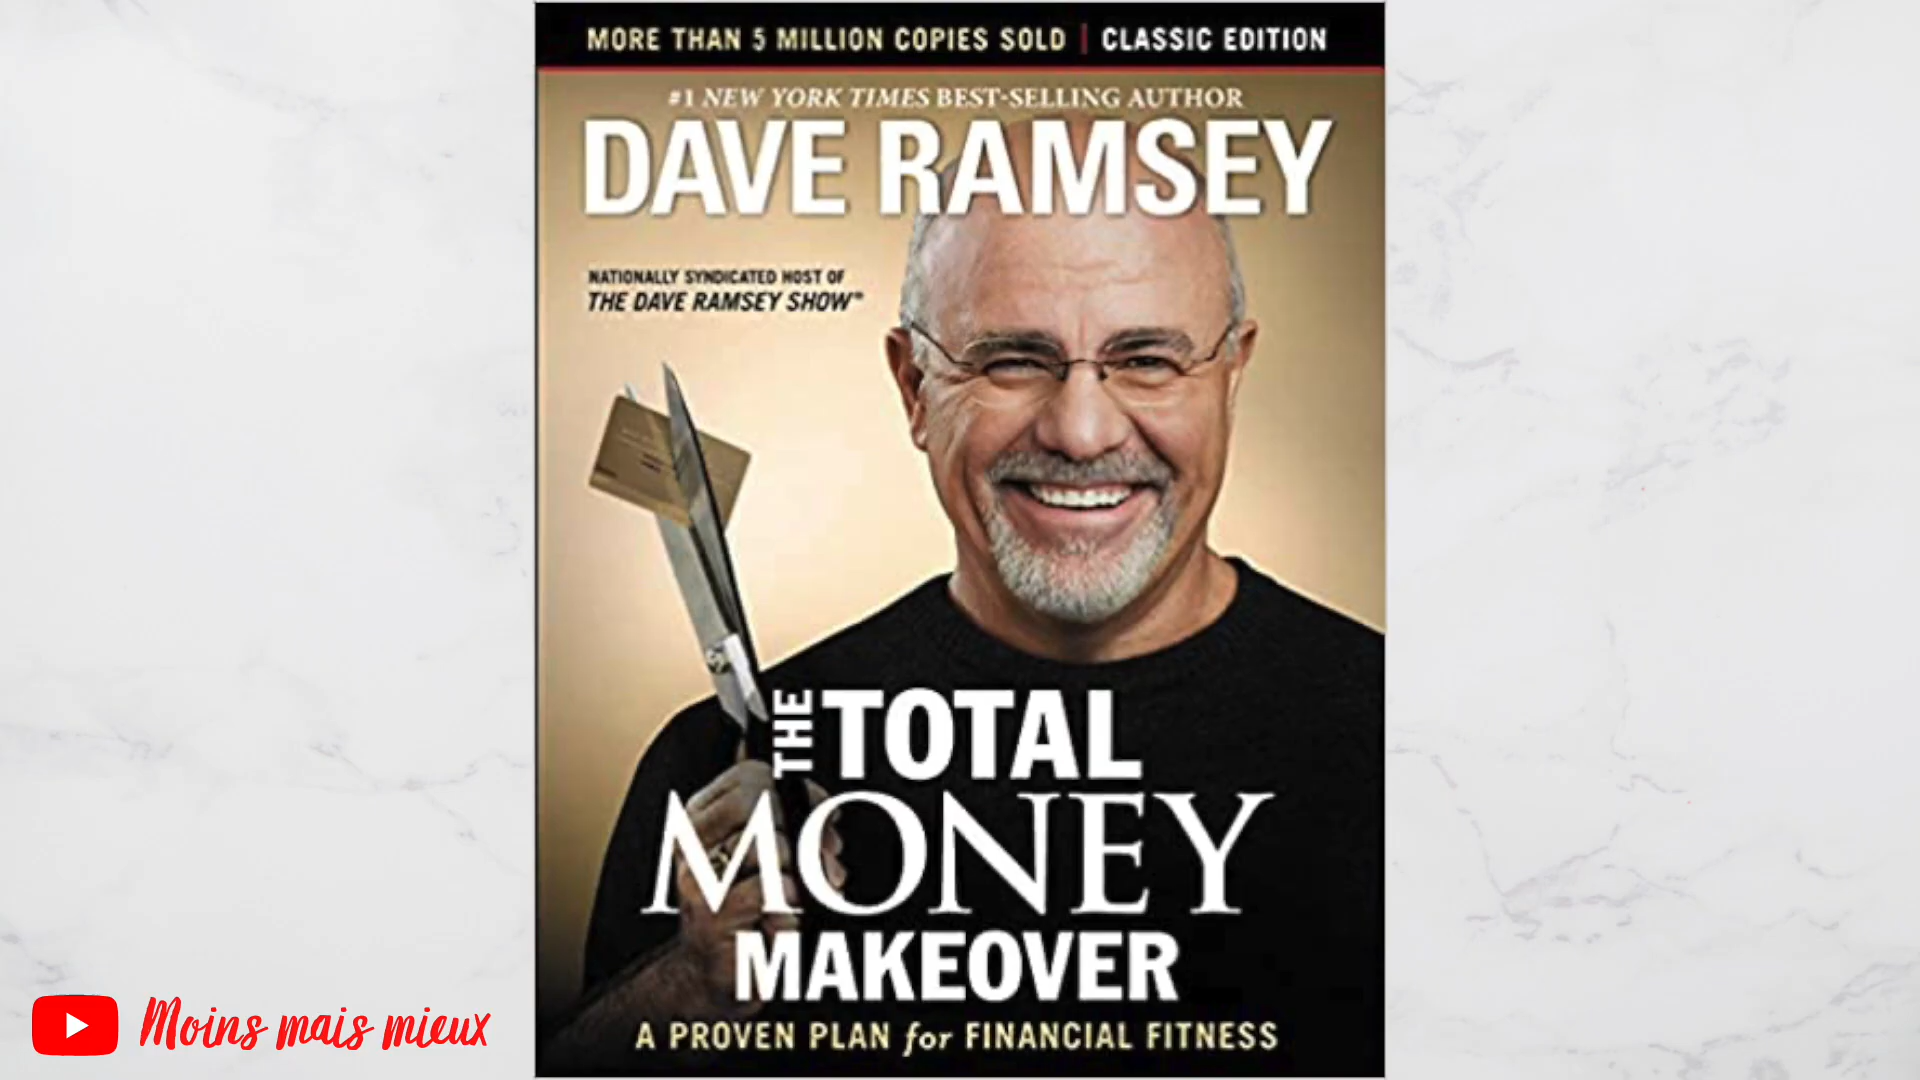 MORE THAN 5 MILLION COPIES SOLD | CLASSIC EDITION
#1 NEW YORK TIMES BEST-SELLING AUTHOR
DAVE RAMSEY
NATIONALLY SYNDICATED HOST OF
THE DAVE RAMSEY SHOW™
THE TOTAL
MONEY
MAKEOVER
A PROVEN PLAN for FINANCIAL FITNESS
Moins mais mieux